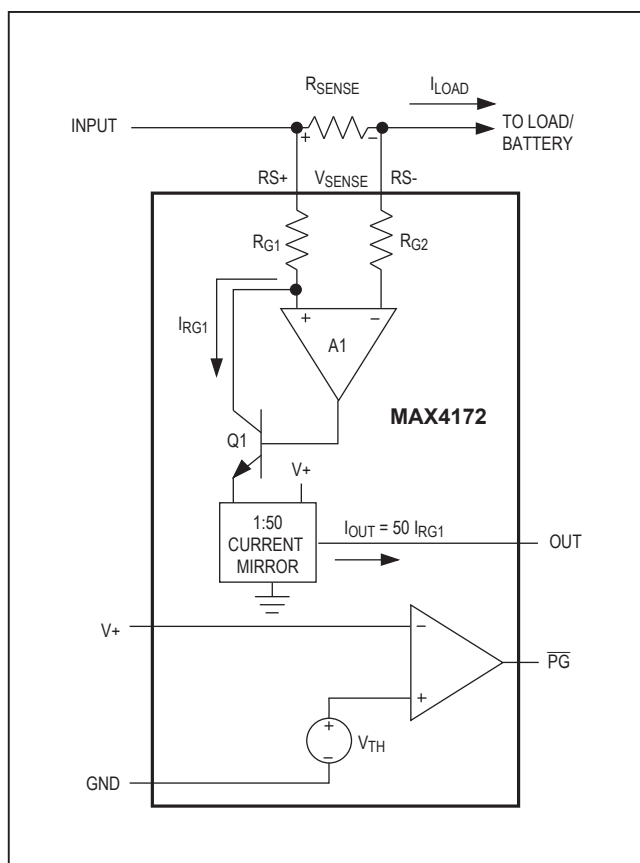 RSENSE
ILOAD
INPUT
+
−
TO LOAD/
BATTERY
RS+
VSENSE
RS-
RG1
RG2
IRG1
+
−
A1
MAX4172
Q1
V+
1:50
CURRENT
MIRROR
IOUT = 50 IRG1
OUT
V+
−
PG
+
+
−
VTH
GND